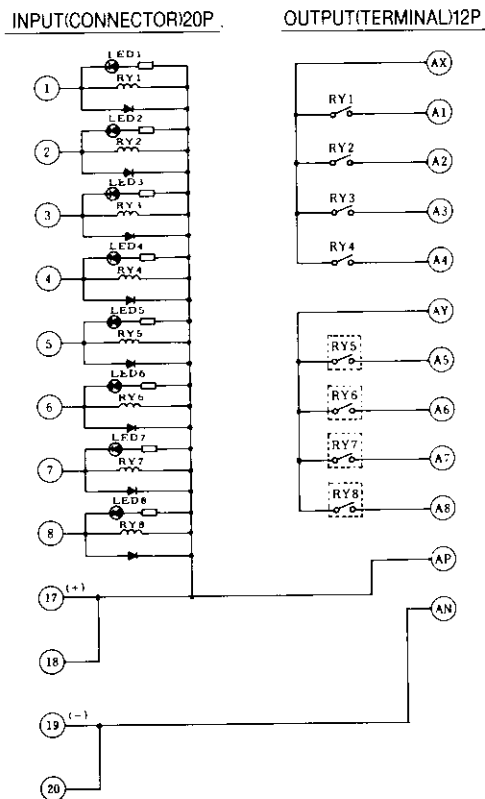 INPUT(CONNECTOR)20P
OUTPUT(TERMINAL)12P
LED1
RY1
1
LED2
RY2
2
LED3
RY3
3
LED4
RY4
4
LED5
RY5
5
LED6
RY6
6
LED7
RY7
7
LED8
RY8
8
17 (+)
18
19 (-)
20
AX
RY1
A1
RY2
A2
RY3
A3
RY4
A4
AY
RY5
A5
RY6
A6
RY7
A7
RY8
A8
AP
AN